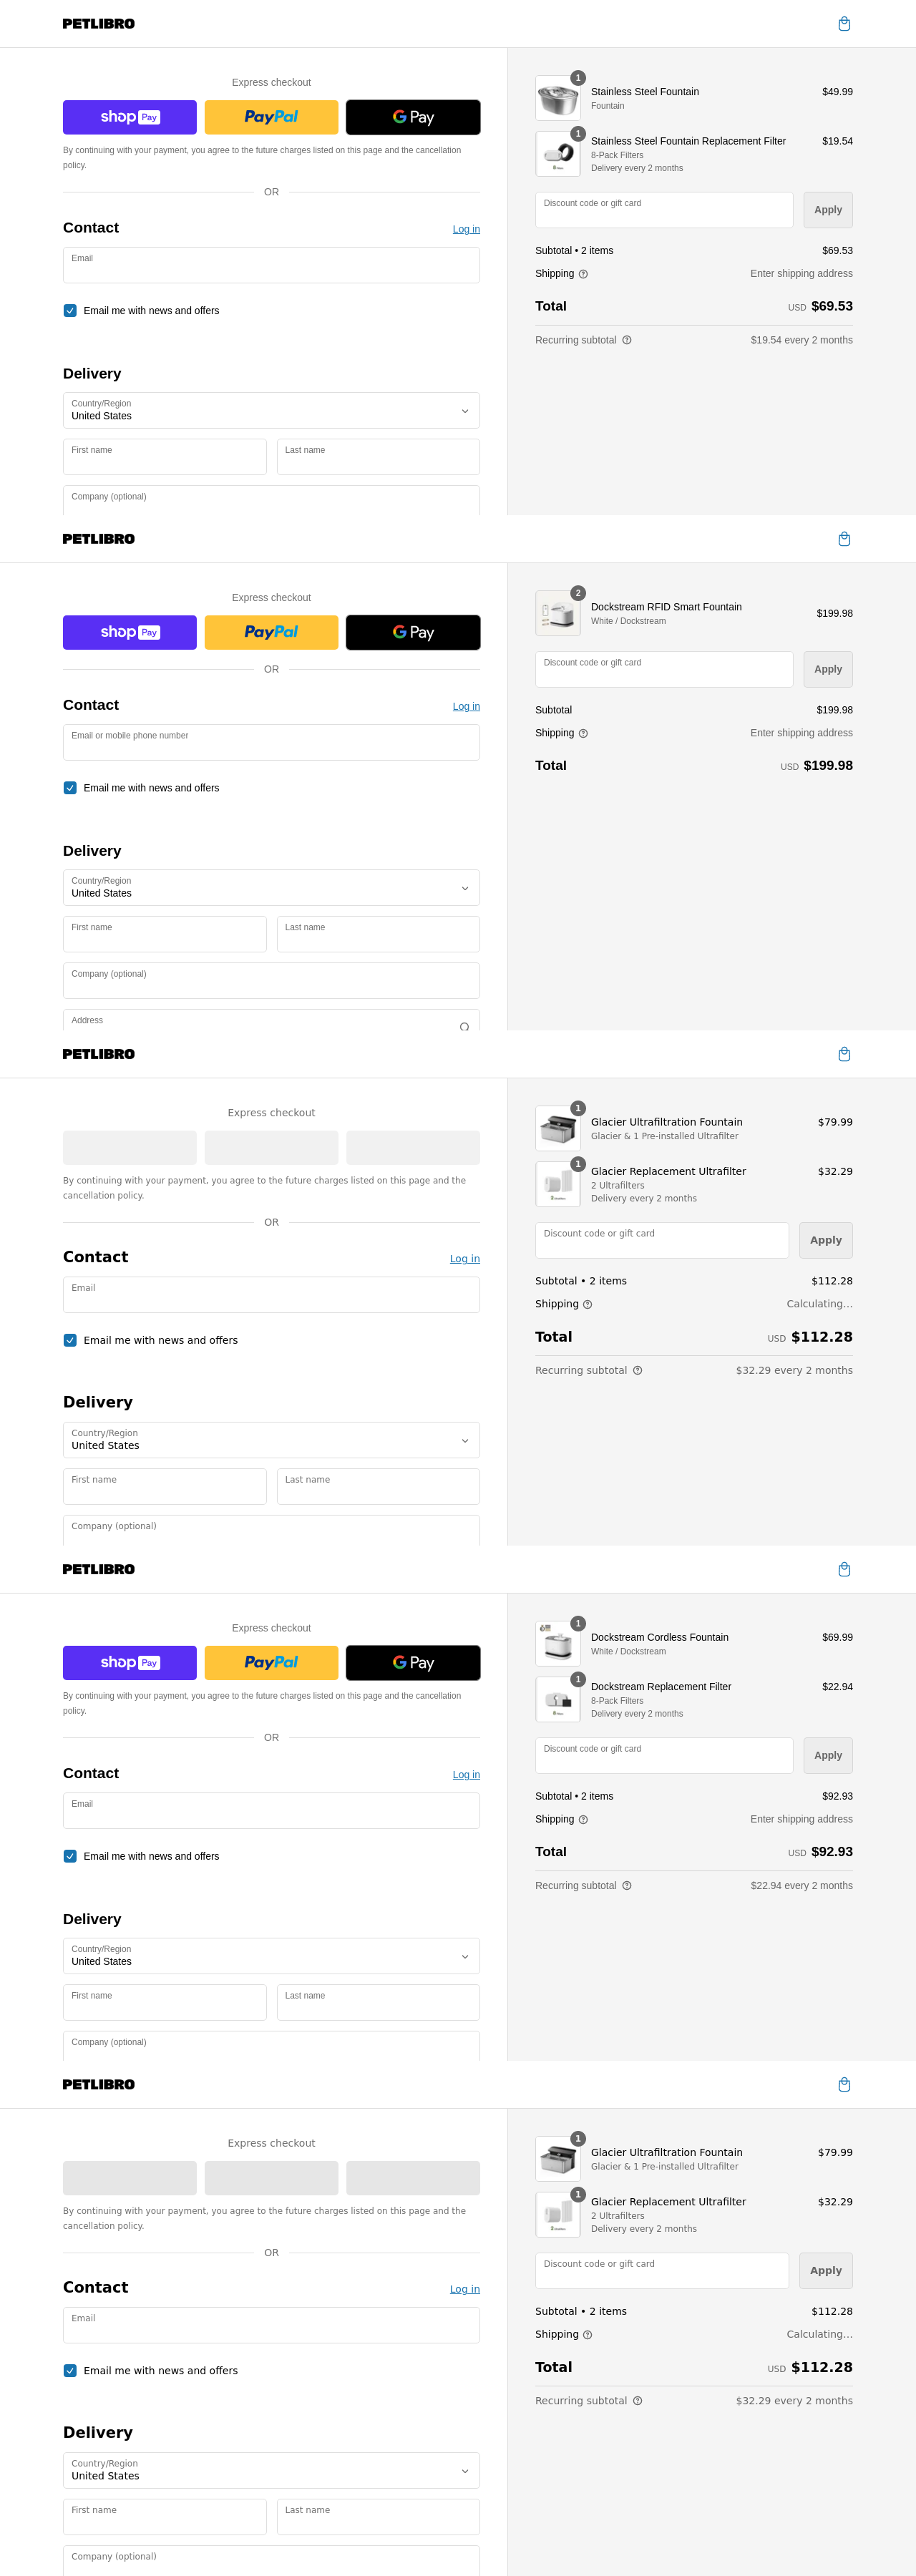 PETLIBRO
Express checkout
shop Pay
PayPal
G Pay
By continuing with your payment, you agree to the future charges listed on this page and the cancellation
policy.
OR
Contact
Log in
Email
Email me with news and offers
Delivery
Country/Region
United States
First name
Last name
Company (optional)
1
Stainless Steel Fountain
$49.99
Fountain
1
Stainless Steel Fountain Replacement Filter
$19.54
8-Pack Filters
Delivery every 2 months
Discount code or gift card
Apply
Subtotal • 2 items
$69.53
Shipping
Enter shipping address
Total
USD $69.53
Recurring subtotal
$19.54 every 2 months
PETLIBRO
Express checkout
shop Pay
PayPal
G Pay
OR
Contact
Log in
Email or mobile phone number
Email me with news and offers
Delivery
Country/Region
United States
First name
Last name
Company (optional)
Address
2
Dockstream RFID Smart Fountain
$199.98
White / Dockstream
Discount code or gift card
Apply
Subtotal
$199.98
Shipping
Enter shipping address
Total
USD $199.98
PETLIBRO
Express checkout
By continuing with your payment, you agree to the future charges listed on this page and the
cancellation policy.
OR
Contact
Log in
Email
Email me with news and offers
Delivery
Country/Region
United States
First name
Last name
Company (optional)
1
Glacier Ultrafiltration Fountain
$79.99
Glacier & 1 Pre-installed Ultrafilter
1
Glacier Replacement Ultrafilter
$32.29
2 Ultrafilters
Delivery every 2 months
Discount code or gift card
Apply
Subtotal • 2 items
$112.28
Shipping
Calculating...
Total
USD $112.28
Recurring subtotal
$32.29 every 2 months
PETLIBRO
Express checkout
shop Pay
PayPal
G Pay
By continuing with your payment, you agree to the future charges listed on this page and the cancellation
policy.
OR
Contact
Log in
Email
Email me with news and offers
Delivery
Country/Region
United States
First name
Last name
Company (optional)
1
Dockstream Cordless Fountain
$69.99
White / Dockstream
1
Dockstream Replacement Filter
$22.94
8-Pack Filters
Delivery every 2 months
Discount code or gift card
Apply
Subtotal • 2 items
$92.93
Shipping
Enter shipping address
Total
USD $92.93
Recurring subtotal
$22.94 every 2 months
PETLIBRO
Express checkout
By continuing with your payment, you agree to the future charges listed on this page and the
cancellation policy.
OR
Contact
Log in
Email
Email me with news and offers
Delivery
Country/Region
United States
First name
Last name
Company (optional)
1
Glacier Ultrafiltration Fountain
$79.99
Glacier & 1 Pre-installed Ultrafilter
1
Glacier Replacement Ultrafilter
$32.29
2 Ultrafilters
Delivery every 2 months
Discount code or gift card
Apply
Subtotal • 2 items
$112.28
Shipping
Calculating...
Total
USD $112.28
Recurring subtotal
$32.29 every 2 months